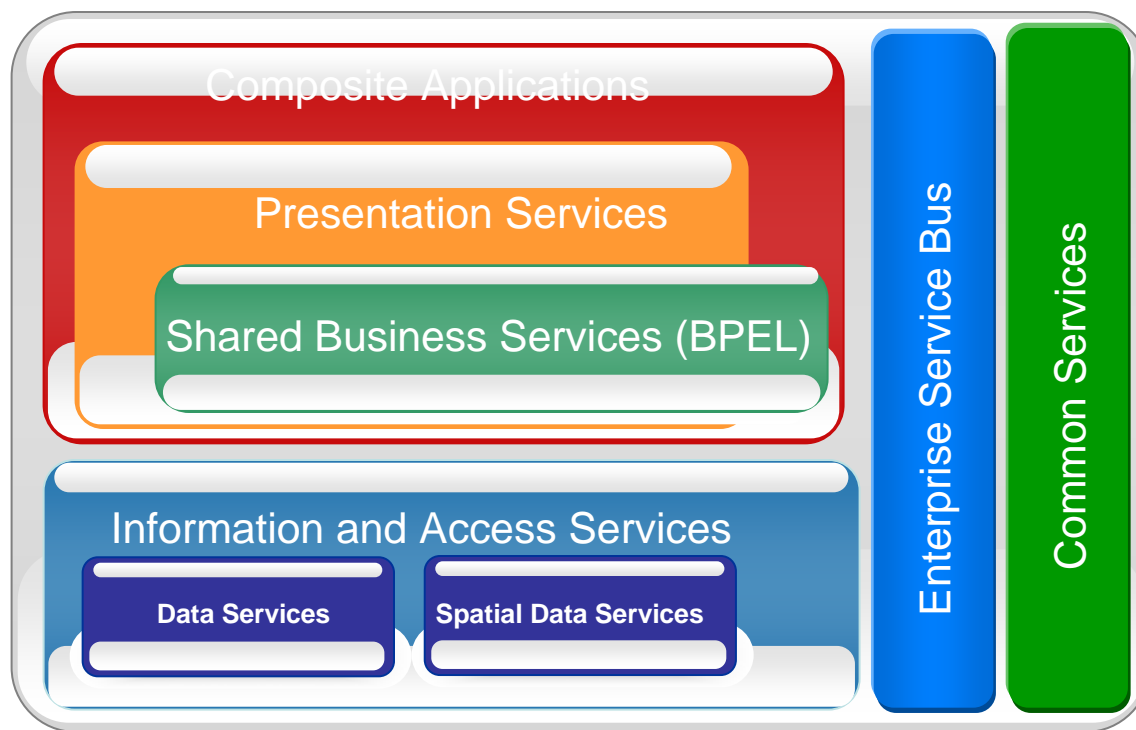 Composite Applications
Presentation Services
Shared Business Services (BPEL)
Information and Access Services
Data Services
Spatial Data Services
Enterprise Service Bus
Common Services